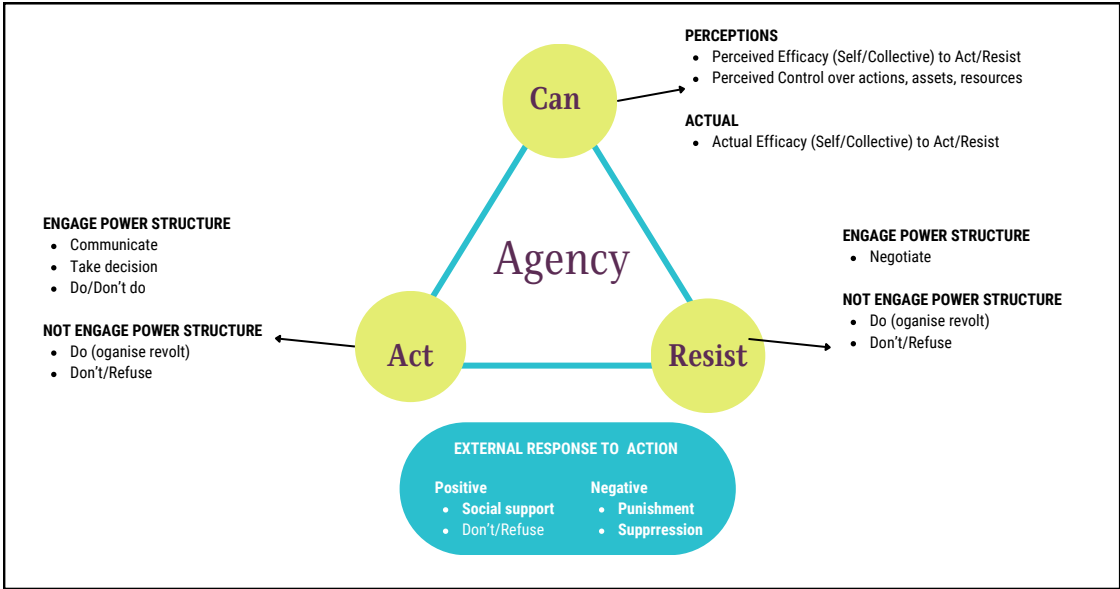 Can
PERCEPTIONS
• Perceived Efficacy (Self/Collective) to Act/Resist
• Perceived Control over actions, assets, resources
ACTUAL
• Actual Efficacy (Self/Collective) to Act/Resist
Agency
ENGAGE POWER STRUCTURE
• Communicate
• Take decision
• Do/Don't do
NOT ENGAGE POWER STRUCTURE
• Do (oganise revolt)
• Don't/Refuse
Act
Resist
ENGAGE POWER STRUCTURE
• Negotiate
NOT ENGAGE POWER STRUCTURE
• Do (oganise revolt)
• Don't/Refuse
EXTERNAL RESPONSE TO ACTION
Positive
• Social support
• Don't/Refuse
Negative
• Punishment
• Supprression